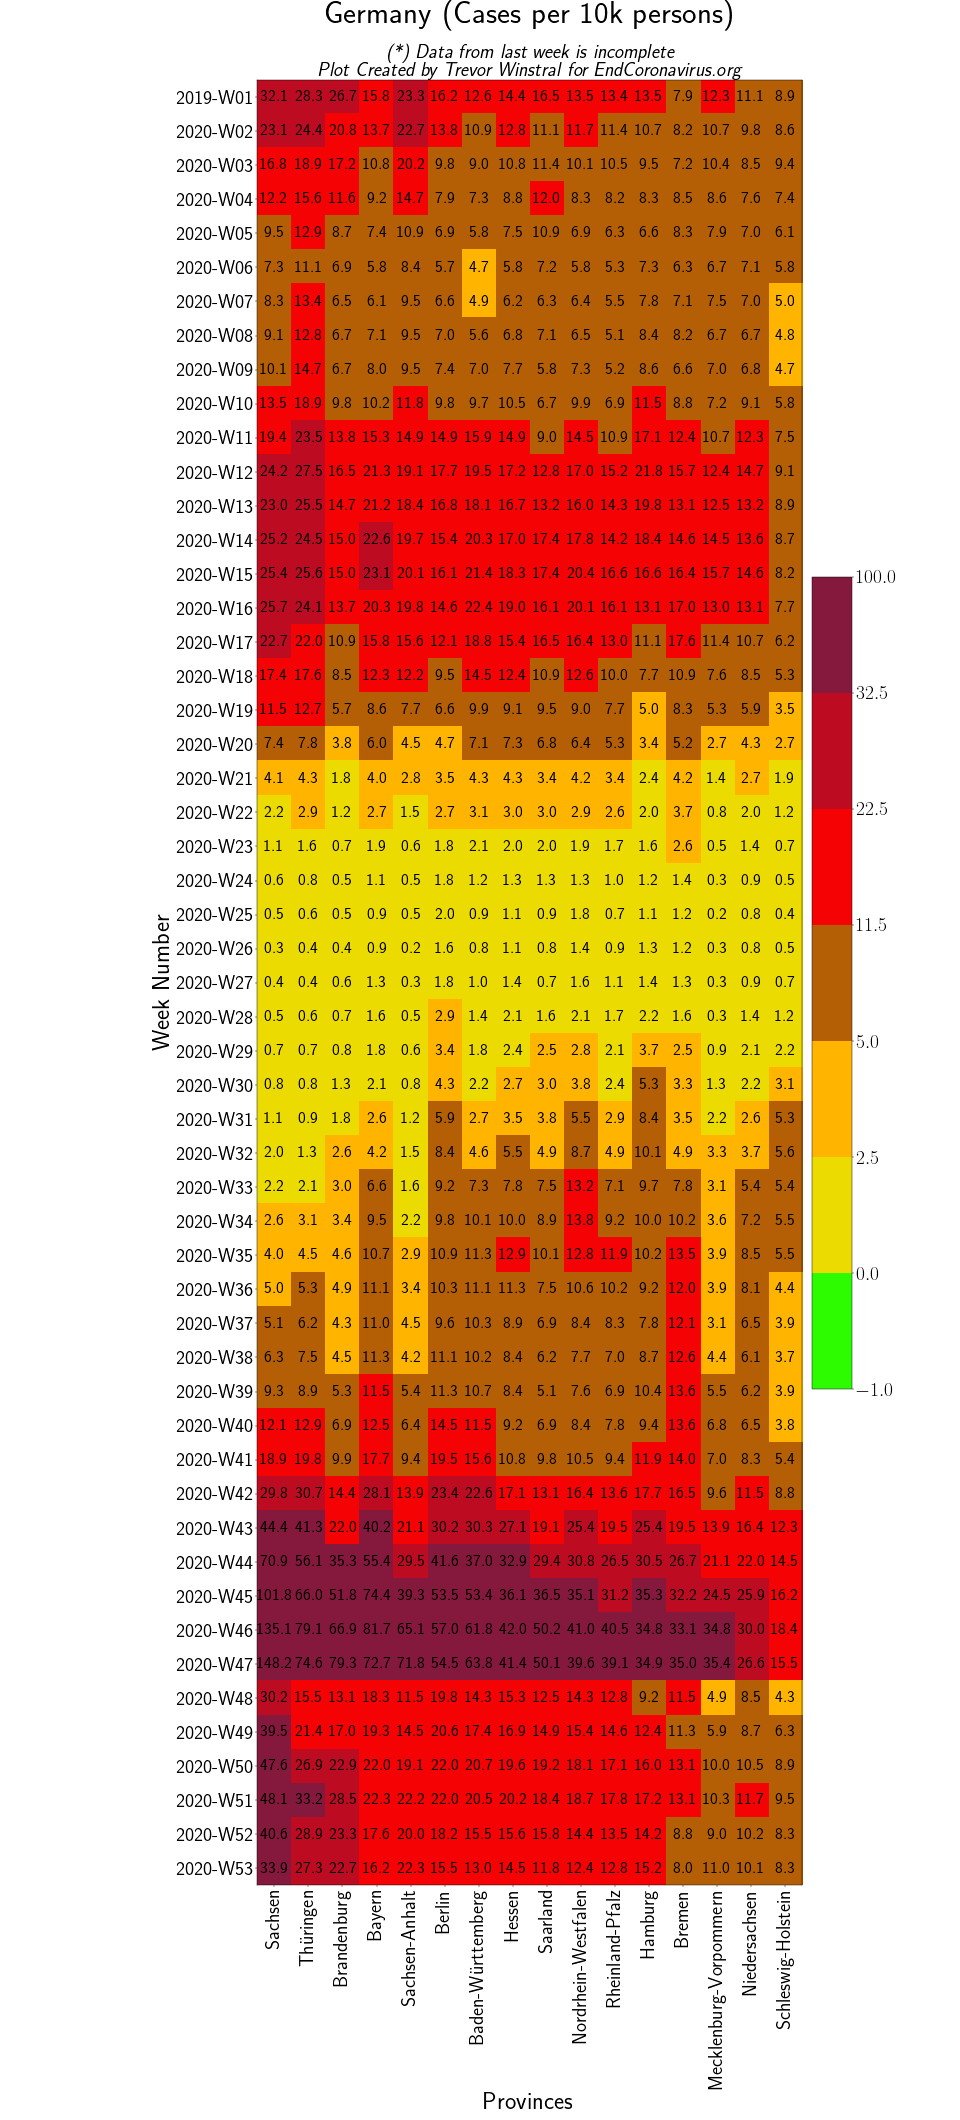 Germany (Cases per 10k persons)
(*) Data from last week is incomplete
Plot Created by Trevor Winstral for EndCoronavirus.org
2019-W01 32.1 28.3 26.7 15.8 23.3 16.2 12.6 14.4 16.5 13.5 13.4 13.5 7.9 12.3 11.1 8.9
2020-W02 23.1 24.4 20.8 13.7 22.7 13.8 10.9 12.8 11.1 11.7 11.4 10.7 8.2 10.7 9.8 8.6
2020-W03 16.8 18.9 17.2 10.8 20.2 9.8 9.0 10.8 11.4 10.1 10.5 9.5 7.2 10.4 8.5 9.4
2020-W04 12.2 15.6 11.6 9.2 14.7 7.9 7.3 8.8 12.0 8.3 8.2 8.3 8.5 8.6 7.6 7.4
2020-W05 9.5 12.9 8.7 7.4 10.9 6.9 5.8 7.5 10.9 6.9 6.3 6.6 8.3 7.9 7.0 6.1
2020-W06 7.3 11.1 6.9 5.8 8.4 5.7 4.7 5.8 7.2 5.8 5.3 7.3 6.3 6.7 7.1 5.8
2020-W07 8.3 13.4 6.5 6.1 9.5 6.6 4.9 6.2 6.3 6.4 5.5 7.8 7.1 7.5 7.0 5.0
2020-W08 9.1 12.8 6.7 7.1 9.5 7.0 5.6 6.8 7.1 6.5 5.1 8.4 8.2 6.7 6.7 4.8
2020-W09 10.1 14.7 6.7 8.0 9.5 7.4 7.0 7.7 5.8 7.3 5.2 8.6 6.6 7.0 6.8 4.7
2020-W10 13.5 18.9 9.8 10.2 11.8 9.8 9.7 10.5 6.7 9.9 6.9 11.5 8.8 7.2 9.1 5.8
2020-W11 19.4 23.5 13.8 15.3 14.9 14.9 15.9 14.9 9.0 14.5 10.9 17.1 12.4 10.7 12.3 7.5
2020-W12 24.2 27.5 16.5 21.3 19.1 17.7 19.5 17.2 12.8 17.0 15.2 21.8 15.7 12.4 14.7 9.1
2020-W13 23.0 25.5 14.7 21.2 18.4 16.8 18.1 16.7 13.2 16.0 14.3 19.8 13.1 12.5 13.2 8.9
2020-W14 25.2 24.5 15.0 22.6 19.7 15.4 20.3 17.0 17.4 17.8 14.2 18.4 14.6 14.5 13.6 8.7
2020-W15 25.4 25.6 15.0 23.1 20.1 16.1 21.4 18.3 17.4 20.4 16.6 16.6 16.4 15.7 14.6 8.2
2020-W16 25.7 24.1 13.7 20.3 19.8 14.6 22.4 19.0 16.1 20.1 16.1 13.1 17.0 13.0 13.1 7.7
2020-W17 22.7 22.0 10.9 15.8 15.6 12.1 18.8 15.4 16.5 16.4 13.0 11.1 17.6 11.4 10.7 6.2
2020-W18 17.4 17.6 8.5 12.3 12.2 9.5 14.5 12.4 10.9 12.6 10.0 7.7 10.9 7.6 8.5 5.3
2020-W19 11.5 12.7 5.7 8.6 7.7 6.6 9.9 9.1 9.5 9.0 7.7 5.0 8.3 5.3 5.9 3.5
2020-W20 7.4 7.8 3.8 6.0 4.5 4.7 7.1 7.3 6.8 6.4 5.3 3.4 5.2 2.7 4.3 2.7
2020-W21 4.1 4.3 1.8 4.0 2.8 3.5 4.3 4.3 3.4 4.2 3.4 2.4 4.2 1.4 2.7 1.9
2020-W22 2.2 2.9 1.2 2.7 1.5 2.7 3.1 3.0 3.0 2.9 2.6 2.0 3.7 0.8 2.0 1.2
2020-W23 1.1 1.6 0.7 1.9 0.6 1.8 2.1 2.0 2.0 1.9 1.7 1.6 2.6 0.5 1.4 0.7
2020-W24 0.6 0.8 0.5 1.1 0.5 1.8 1.2 1.3 1.3 1.3 1.0 1.2 1.4 0.3 0.9 0.5
2020-W25 0.5 0.6 0.5 0.9 0.5 2.0 0.9 1.1 0.9 1.8 0.7 1.1 1.2 0.2 0.8 0.4
2020-W26 0.3 0.4 0.4 0.9 0.2 1.6 0.8 1.1 0.8 1.4 0.9 1.3 1.2 0.3 0.8 0.5
2020-W27 0.4 0.4 0.6 1.3 0.3 1.8 1.0 1.4 0.7 1.6 1.1 1.4 1.3 0.3 0.9 0.7
2020-W28 0.5 0.6 0.7 1.6 0.5 2.9 1.4 2.1 1.6 2.1 1.7 2.2 1.6 0.3 1.4 1.2
2020-W29 0.7 0.7 0.8 1.8 0.6 3.4 1.8 2.4 2.5 2.8 2.1 3.7 2.5 0.9 2.1 2.2
2020-W30 0.8 0.8 1.3 2.1 0.8 4.3 2.2 2.7 3.0 3.8 2.4 5.3 3.3 1.3 2.2 3.1
2020-W31 1.1 0.9 1.8 2.6 1.2 5.9 2.7 3.5 3.8 5.5 2.9 8.4 3.5 2.2 2.6 5.3
2020-W32 2.0 1.3 2.6 4.2 1.5 8.4 4.6 5.5 4.9 8.7 4.9 10.1 4.9 3.3 3.7 5.6
2020-W33 2.2 2.1 3.0 6.6 1.6 9.2 7.3 7.8 7.5 13.2 7.1 9.7 7.8 3.1 5.4 5.4
2020-W34 2.6 3.1 3.4 9.5 2.2 9.8 10.1 10.0 8.9 13.8 9.2 10.0 10.2 3.6 7.2 5.5
2020-W35 4.0 4.5 4.6 10.7 2.9 10.9 11.3 12.9 10.1 12.8 11.9 10.2 13.5 3.9 8.5 5.5
2020-W36 5.0 5.3 4.9 11.1 3.4 10.3 11.1 11.3 7.5 10.6 10.2 9.2 12.0 3.9 8.1 4.4
2020-W37 5.1 6.2 4.3 11.0 4.5 9.6 10.3 8.9 6.9 8.4 8.3 7.8 12.1 3.1 6.5 3.9
2020-W38 6.3 7.5 4.5 11.3 4.2 11.1 10.2 8.4 6.2 7.7 7.0 8.7 12.6 4.4 6.1 3.7
2020-W39 9.3 8.9 5.3 11.5 5.4 11.3 10.7 8.4 5.1 7.6 6.9 10.4 13.6 5.5 6.2 3.9
2020-W40 12.1 12.9 6.9 12.5 6.4 14.5 11.5 9.2 6.9 8.4 7.8 9.4 13.6 6.8 6.5 3.8
2020-W41 18.9 19.8 9.9 17.7 9.4 19.5 15.6 10.8 9.8 10.5 9.4 11.9 14.0 7.0 8.3 5.4
2020-W42 29.8 30.7 14.4 28.1 13.9 23.4 22.6 17.1 13.1 16.4 13.6 17.7 16.5 9.6 11.5 8.8
2020-W43 44.4 41.3 22.0 40.2 21.1 30.2 30.3 27.1 19.1 25.4 19.5 25.4 19.5 13.9 16.4 12.3
2020-W44 70.9 56.1 35.3 55.4 29.5 41.6 37.0 32.9 29.4 30.8 26.5 30.5 26.7 21.1 22.0 14.5
2020-W45 101.8 66.0 51.8 74.4 39.3 53.5 53.4 36.1 36.5 35.1 31.2 35.3 32.2 24.5 25.9 16.2
2020-W46 135.1 79.1 66.9 81.7 65.1 57.0 61.8 42.0 50.2 41.0 40.5 34.8 33.1 34.8 30.0 18.4
2020-W47 148.2 74.6 79.3 72.7 71.8 54.5 63.8 41.4 50.1 39.6 39.1 34.9 35.0 35.4 26.6 15.5
2020-W48 30.2 15.5 13.1 18.3 11.5 19.8 14.3 15.3 12.5 14.3 12.8 9.2 11.5 4.9 8.5 4.3
2020-W49 39.5 21.4 17.0 19.3 14.5 20.6 17.4 16.9 14.9 15.4 14.6 12.4 11.3 5.9 8.7 6.3
2020-W50 47.6 26.9 22.9 22.0 19.1 22.0 20.7 19.6 19.2 18.1 17.1 16.0 13.1 10.0 10.5 8.9
2020-W51 48.1 33.2 28.5 22.3 22.2 22.0 20.5 20.2 18.4 18.7 17.8 17.2 13.1 10.3 11.7 9.5
2020-W52 40.6 28.9 23.3 17.6 20.0 18.2 15.5 15.6 15.8 14.4 13.5 14.2 8.8 9.0 10.2 8.3
2020-W53 33.9 27.3 22.7 16.2 22.3 15.5 13.0 14.5 11.8 12.4 12.8 15.2 8.0 11.0 10.1 8.3
Week Number
Sachsen
Thüringen
Brandenburg
Bayern
Sachsen-Anhalt
Berlin
Baden-Württemberg
Hessen
Saarland
Nordrhein-Westfalen
Rheinland-Pfalz
Hamburg
Bremen
Mecklenburg-Vorpommern
Niedersachsen
Schleswig-Holstein
Provinces
100.0
32.5
22.5
11.5
5.0
2.5
0.0
−1.0